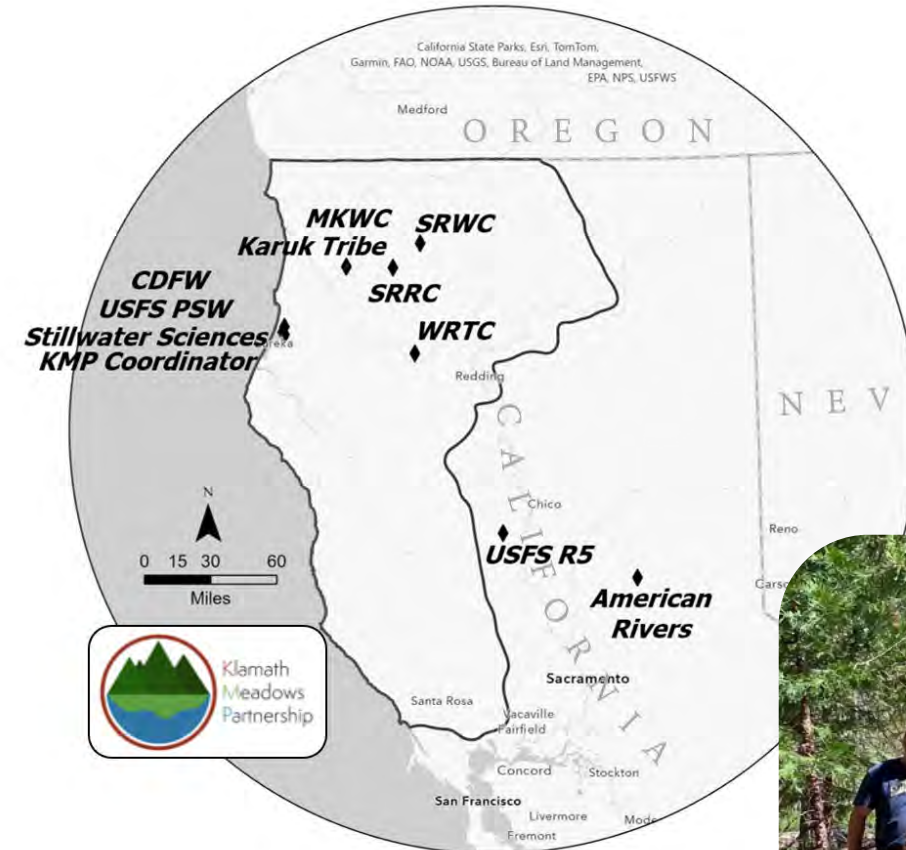 California State Parks, Esri, TomTom,
Garmin, FAO, NOAA, USGS, Bureau of Land Management,
EPA, NPS, USFWS
Medford
OREGON
MKWC
SRWC
Karuk Tribe
SRRC
CDFW
USFS PSW
Stillwater Sciences
KMP Coordinator
WRTC
Redding
NEV
CALIFORNIA
Chico
Reno
N
0 15 30 60
Miles
USFS R5
American
Rivers
Klamath
Meadows
Partnership
Sacramento
Santa Rosa
Vacaville
Fairfield
Concord
Stockton
San Francisco
Livermore
Fremont